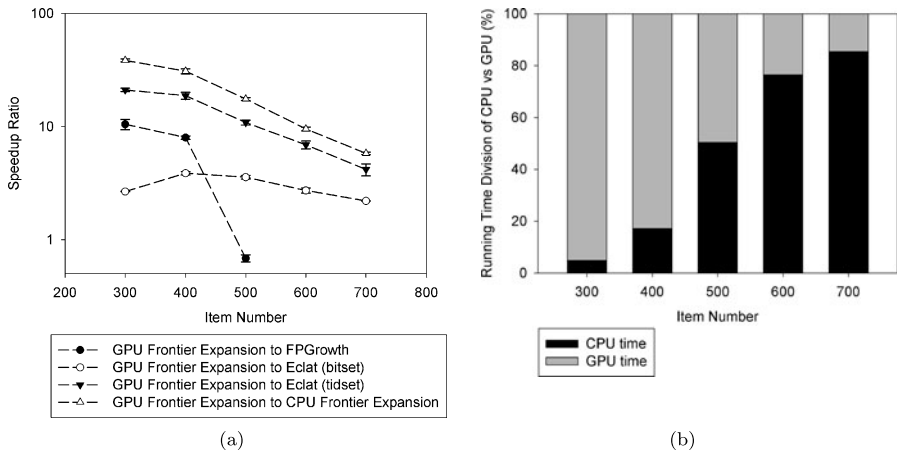 100
10
1
Speedup Ratio
200 300 400 500 600 700 800
Item Number
GPU Frontier Expansion to FPGrowth
GPU Frontier Expansion to Eclat (bitset)
GPU Frontier Expansion to Eclat (tidset)
GPU Frontier Expansion to CPU Frontier Expansion
(a)
Running Time Division of CPU vs GPU (%)
100
80
60
40
20
0
300 400 500 600 700
Item Number
CPU time
GPU time
(b)